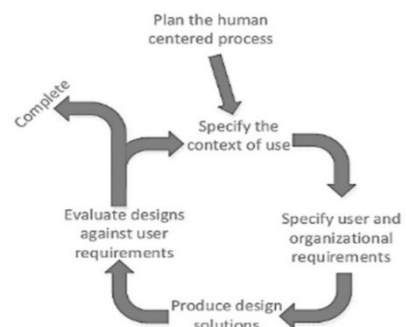 Plan the human
centered process
Complete
Specify the
context of use
Evaluate designs
against user
requirements
Specify user and
organizational
requirements
Produce design
solutions